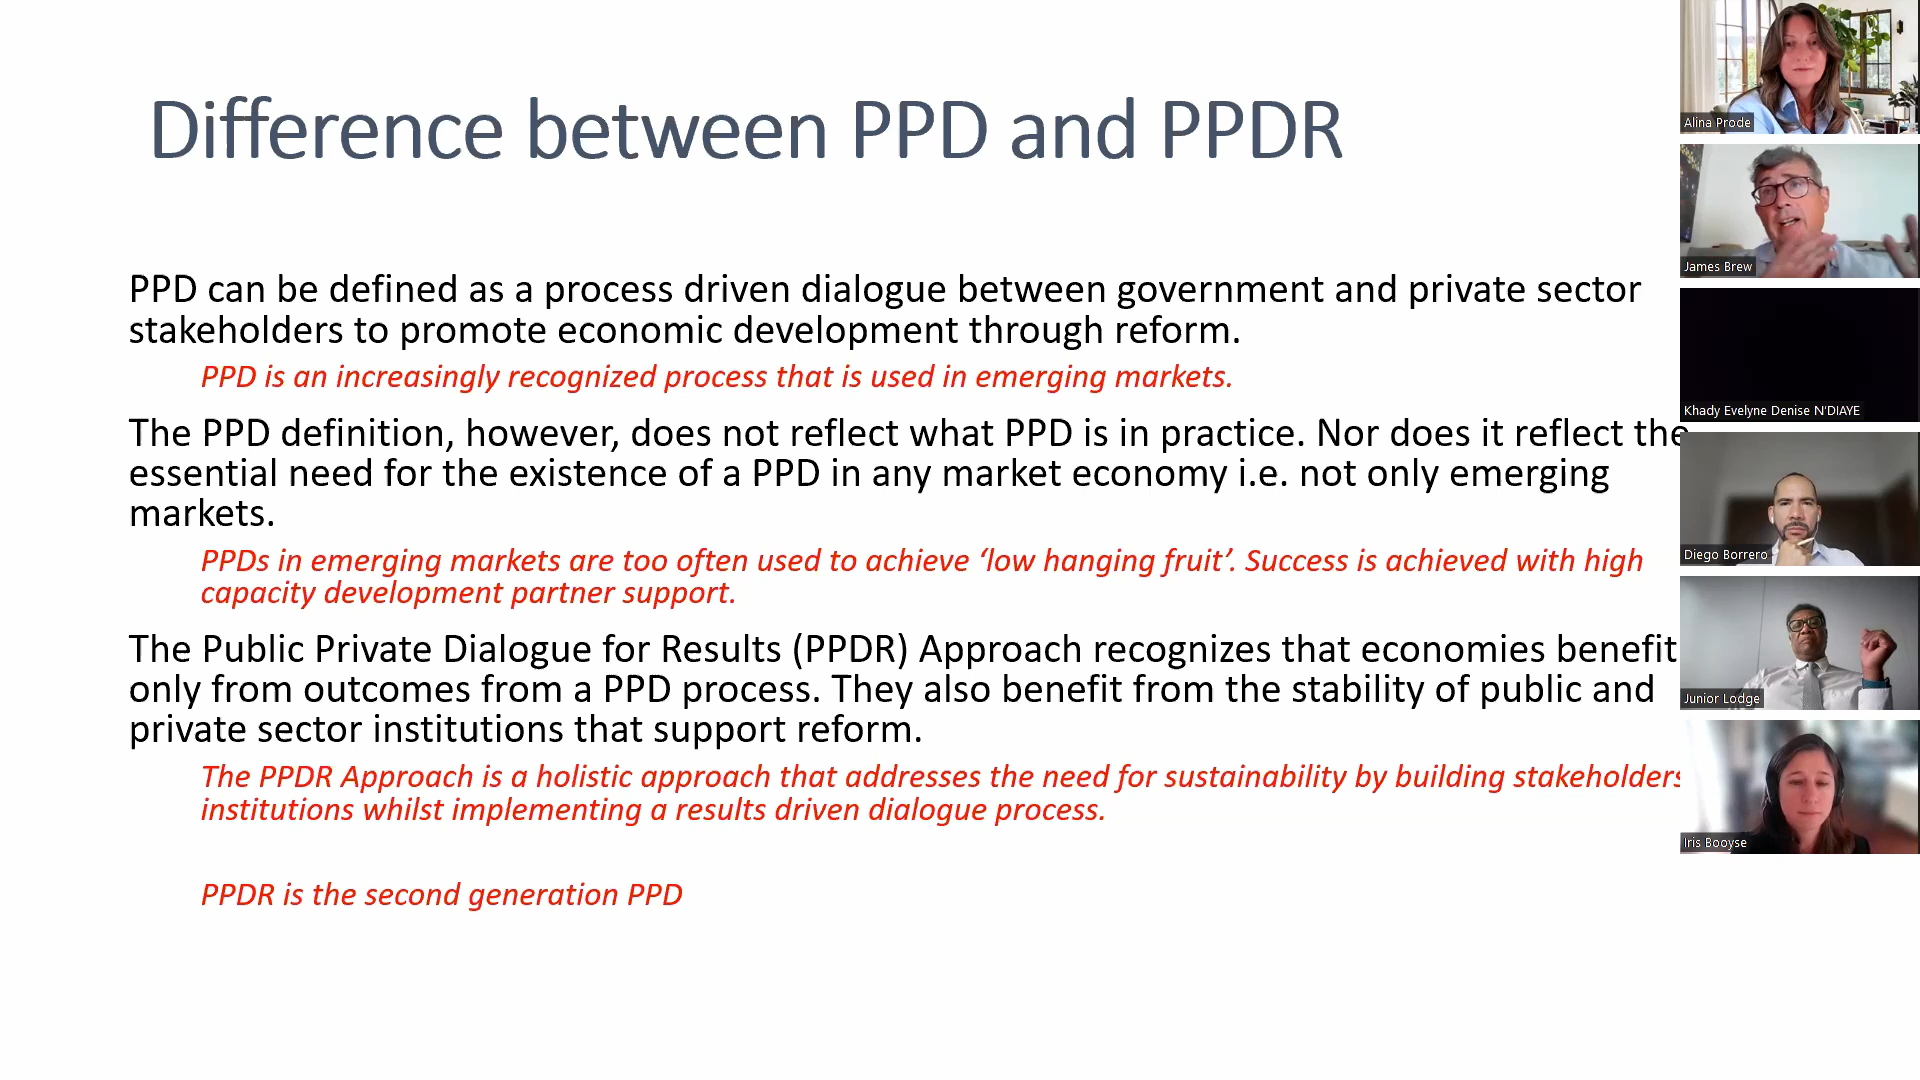 Difference between PPD and PPDR
PPD can be defined as a process driven dialogue between government and private sector
stakeholders to promote economic development through reform.
PPD is an increasingly recognized process that is used in emerging markets.
The PPD definition, however, does not reflect what PPD is in practice. Nor does it reflect the
essential need for the existence of a PPD in any market economy i.e. not only emerging
markets.
PPDs in emerging markets are too often used to achieve ‘low hanging fruit’. Success is achieved with high
capacity development partner support.
The Public Private Dialogue for Results (PPDR) Approach recognizes that economies benefit
only from outcomes from a PPD process. They also benefit from the stability of public and
private sector institutions that support reform.
The PPDR Approach is a holistic approach that addresses the need for sustainability by building stakeholders
institutions whilst implementing a results driven dialogue process.
PPDR is the second generation PPD
Alina Prode
James Brew
Khady Evelyne Denise N'DIAYE
Diego Borrero
Junior Lodge
Iris Booyse